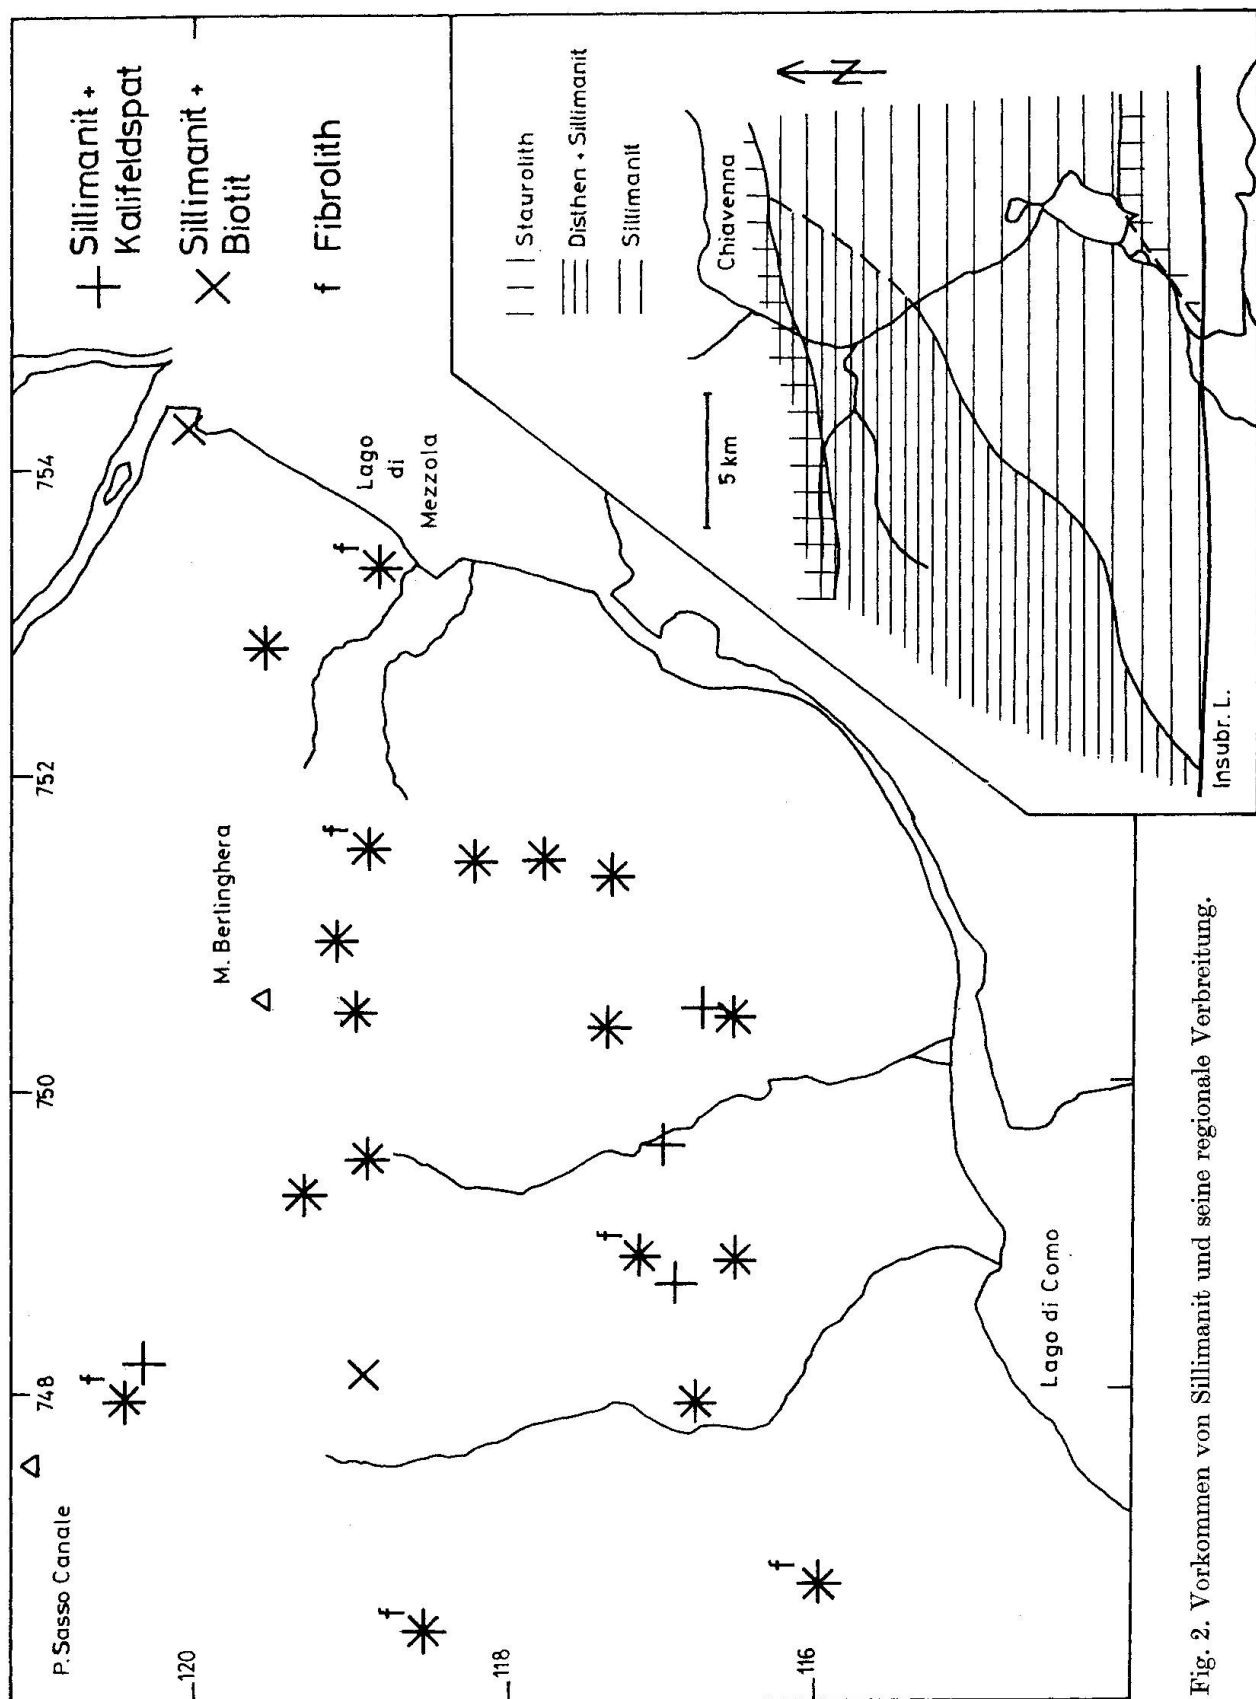 P. Sasso Canale
748
750
752
754
120
118
116
f
f
f
f
f
f
M. Berlinghera
Lago
di
Mezzola
Lago di Como
+ Sillimanit +
Kalifeldspat
× Sillimanit +
Biotit
f Fibrolith
Staurolith
Disthen + Sillimanit
Sillimanit
5 km
Chiavenna
N
Insubr. L.
Fig. 2. Vorkommen von Sillimanit und seine regionale Verbreitung.